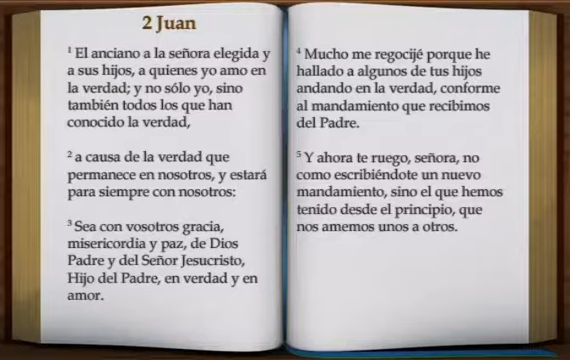 2 Juan
¹ El anciano a la señora elegida y
a sus hijos, a quienes yo amo en
la verdad; y no sólo yo, sino
también todos los que han
conocido la verdad,
² a causa de la verdad que
permanece en nosotros, y estará
para siempre con nosotros:
³ Sea con vosotros gracia,
misericordia y paz, de Dios
Padre y del Señor Jesucristo,
Hijo del Padre, en verdad y en
amor.
⁴ Mucho me regocijé porque he
hallado a algunos de tus hijos
andando en la verdad, conforme
al mandamiento que recibimos
del Padre.
⁵ Y ahora te ruego, señora, no
como escribiéndote un nuevo
mandamiento, sino el que hemos
tenido desde el principio, que
nos amemos unos a otros.